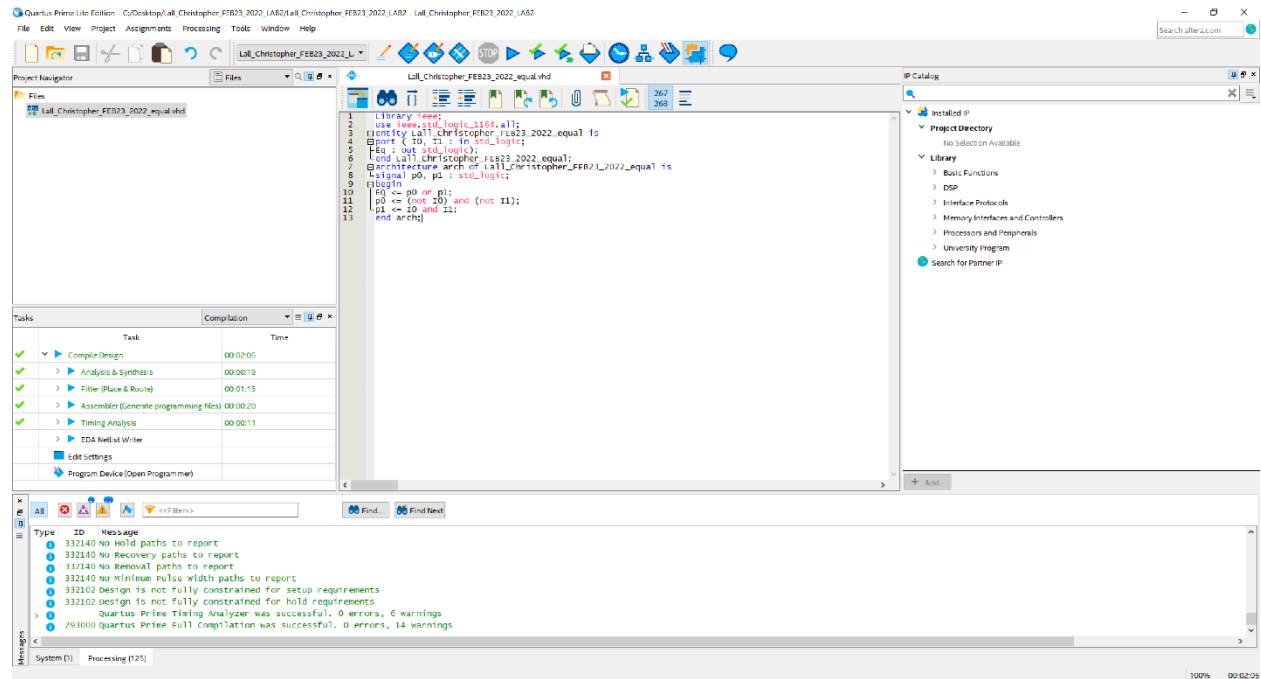 Quartus Prime Lite Edition - C:/Desktop/Lall_Christopher_FEB23_2022_LAB2/Lall_Christopher_FEB23_2022_LAB2 - Lall_Christopher_FEB23_2022_LAB2
File Edit View Project Assignments Processing Tools Window Help
Search altera.com
Lall_Christopher_FEB23_2022_L
STOP
Project Navigator
Files
Files
Lall_Christopher_FEB23_2022_equal.vhd
Tasks
Compilation
Task Time
Compile Design 00:02:05
Analysis & Synthesis 00:00:19
Fitter (Place & Route) 00:01:15
Assembler (Generate programming files) 00:00:20
Timing Analysis 00:00:11
EDA Netlist Writer
Edit Settings
Program Device (Open Programmer)
Lall_Christopher_FEB23_2022_equal.vhd
267
268
1 Library ieee;
2 use ieee.std_logic_1164.all;
3 entity Lall_Christopher_FEB23_2022_equal is
4 port ( I0, I1 : in std_logic;
5 Eq : out std_logic);
6 end Lall_Christopher_FEB23_2022_equal;
7 architecture arch of Lall_Christopher_FEB23_2022_equal is
8 signal p0, p1 : std_logic;
9 begin
10 EQ <= p0 or p1;
11 p0 <= (not I0) and (not I1);
12 p1 <= I0 and I1;
13 end arch;
IP Catalog
Installed IP
Project Directory
No Selection Available
Library
Basic Functions
DSP
Interface Protocols
Memory Interfaces and Controllers
Processors and Peripherals
University Program
Search for Partner IP
+ Add...
All
<<Filter>>
Find...
Find Next
Type ID Message
332140 No Hold paths to report
332140 No Recovery paths to report
332140 No Removal paths to report
332140 No Minimum Pulse Width paths to report
332102 Design is not fully constrained for setup requirements
332102 Design is not fully constrained for hold requirements
Quartus Prime Timing Analyzer was successful. 0 errors, 6 warnings
293000 Quartus Prime Full Compilation was successful. 0 errors, 14 warnings
Messages
System (1) Processing (125)
100% 00:02:05